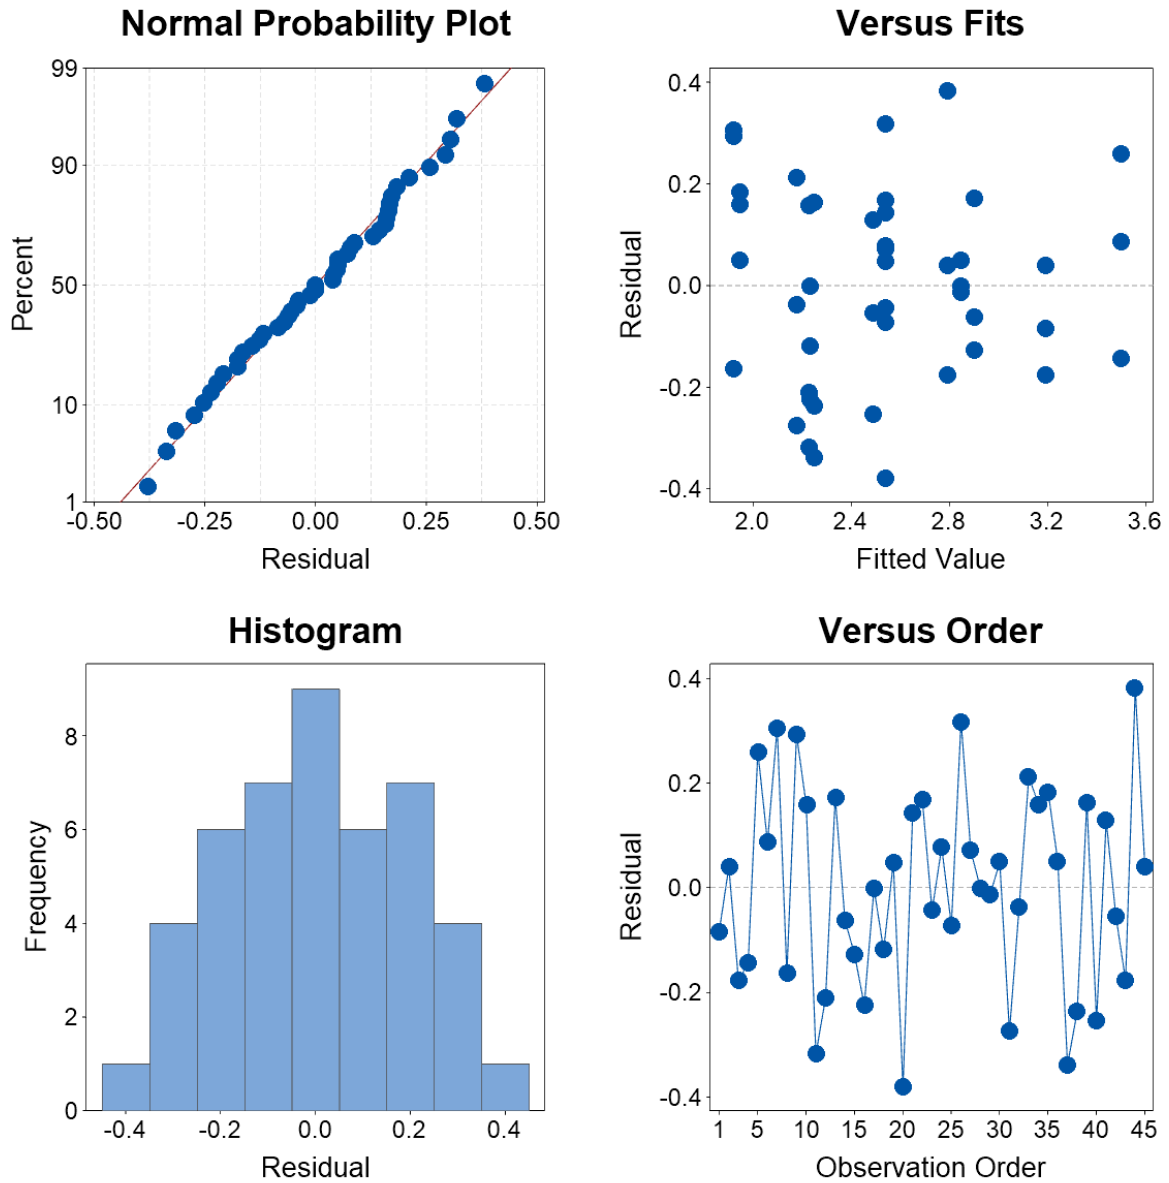 Normal Probability Plot
99
90
50
10
1
Percent
-0.50 -0.25 0.00 0.25 0.50
Residual
Versus Fits
0.4
0.2
0.0
-0.2
-0.4
Residual
2.0 2.4 2.8 3.2 3.6
Fitted Value
Histogram
8
6
4
2
0
Frequency
-0.4 -0.2 0.0 0.2 0.4
Residual
Versus Order
0.4
0.2
0.0
-0.2
-0.4
Residual
1 5 10 15 20 25 30 35 40 45
Observation Order